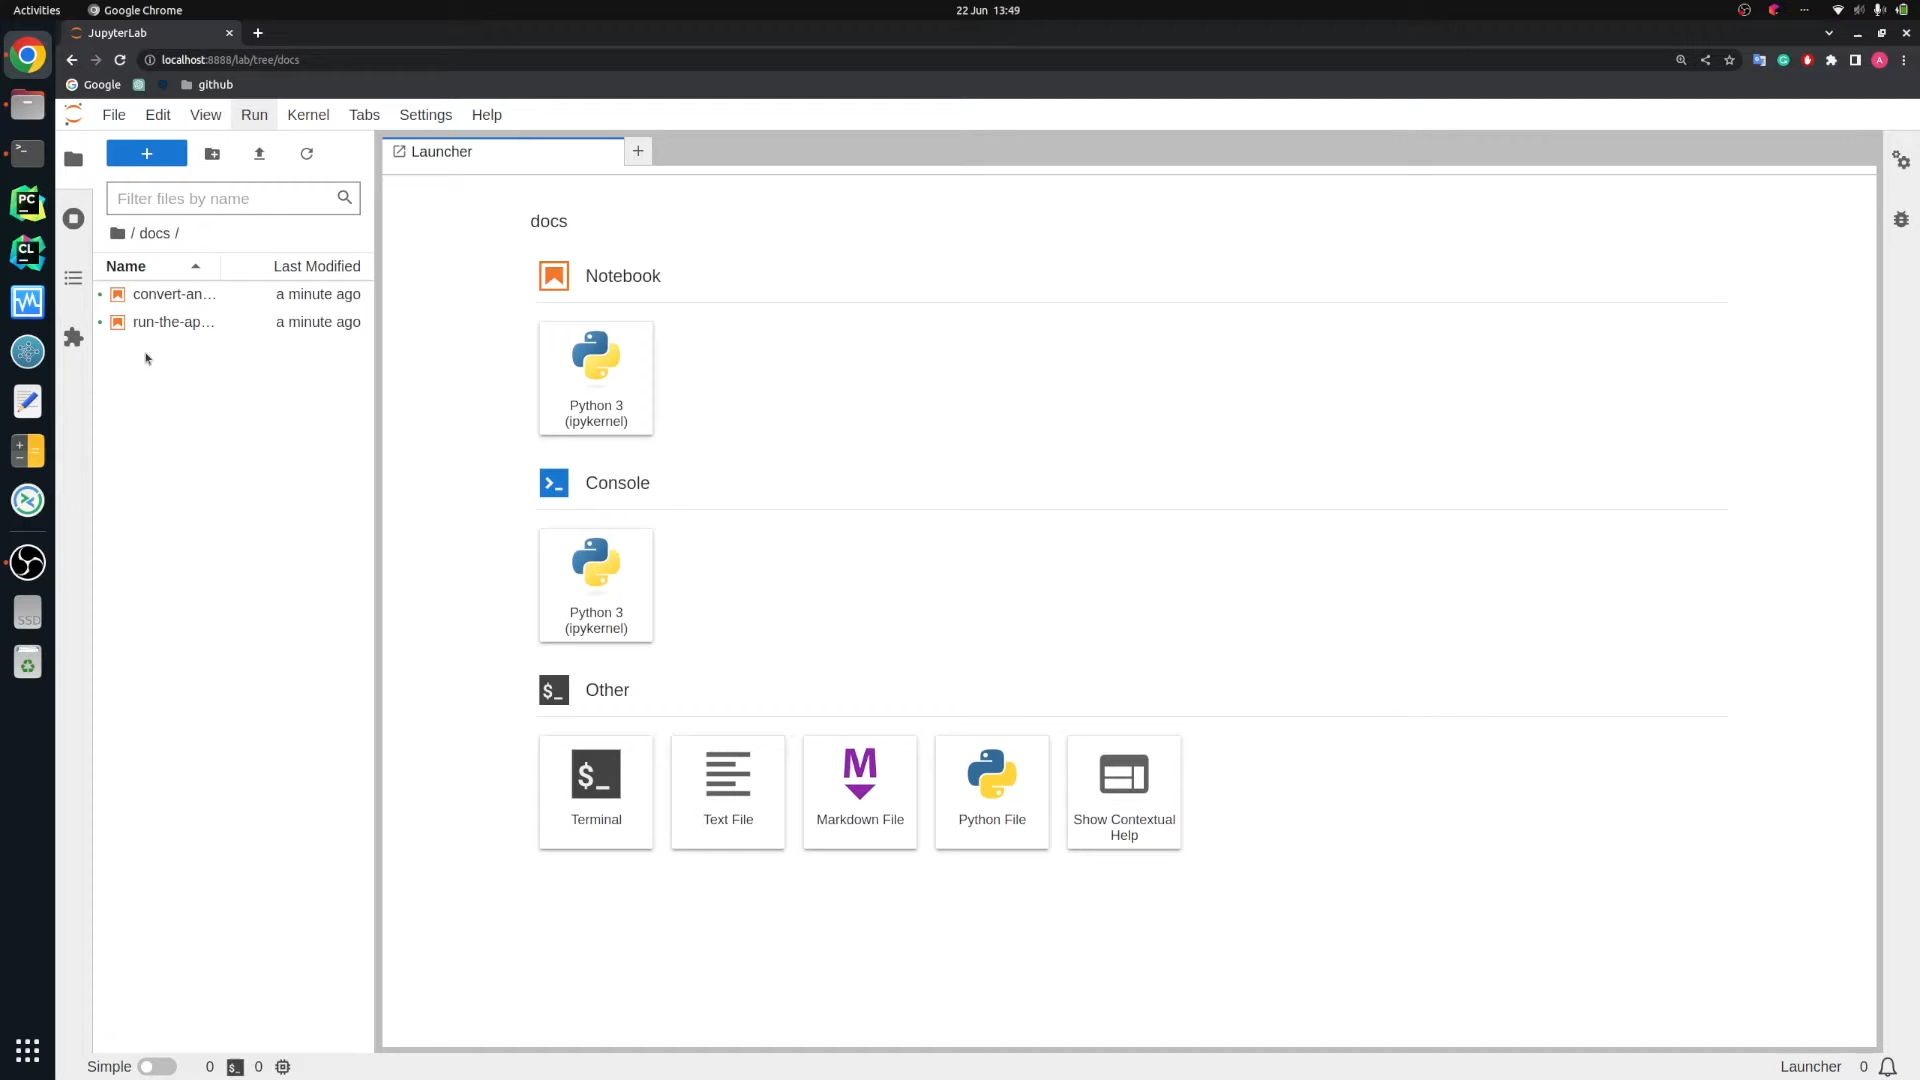 Activities
Google Chrome
22 Jun 13:49
JupyterLab
localhost:8888/lab/tree/docs
A
Google
github
File
Edit
View
Run
Kernel
Tabs
Settings
Help
+
Launcher
+
Filter files by name
/ docs /
Name
Last Modified
convert-an…
a minute ago
run-the-ap…
a minute ago
docs
Notebook
Python 3
(ipykernel)
Console
Python 3
(ipykernel)
Other
$_
Terminal
Text File
M
Markdown File
Python File
Show Contextual
Help
PC
CL
SSD
Simple
0
$_
0
Launcher
0